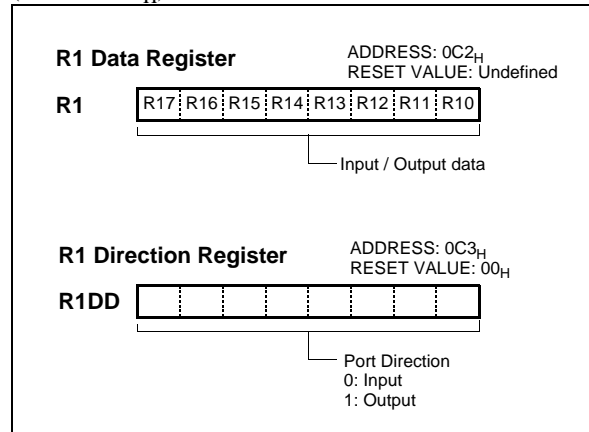 R1 Data Register
ADDRESS: 0C2H
RESET VALUE: Undefined
R1
R17 R16 R15 R14 R13 R12 R11 R10
Input / Output data
R1 Direction Register
ADDRESS: 0C3H
RESET VALUE: 00H
R1DD
Port Direction
0: Input
1: Output